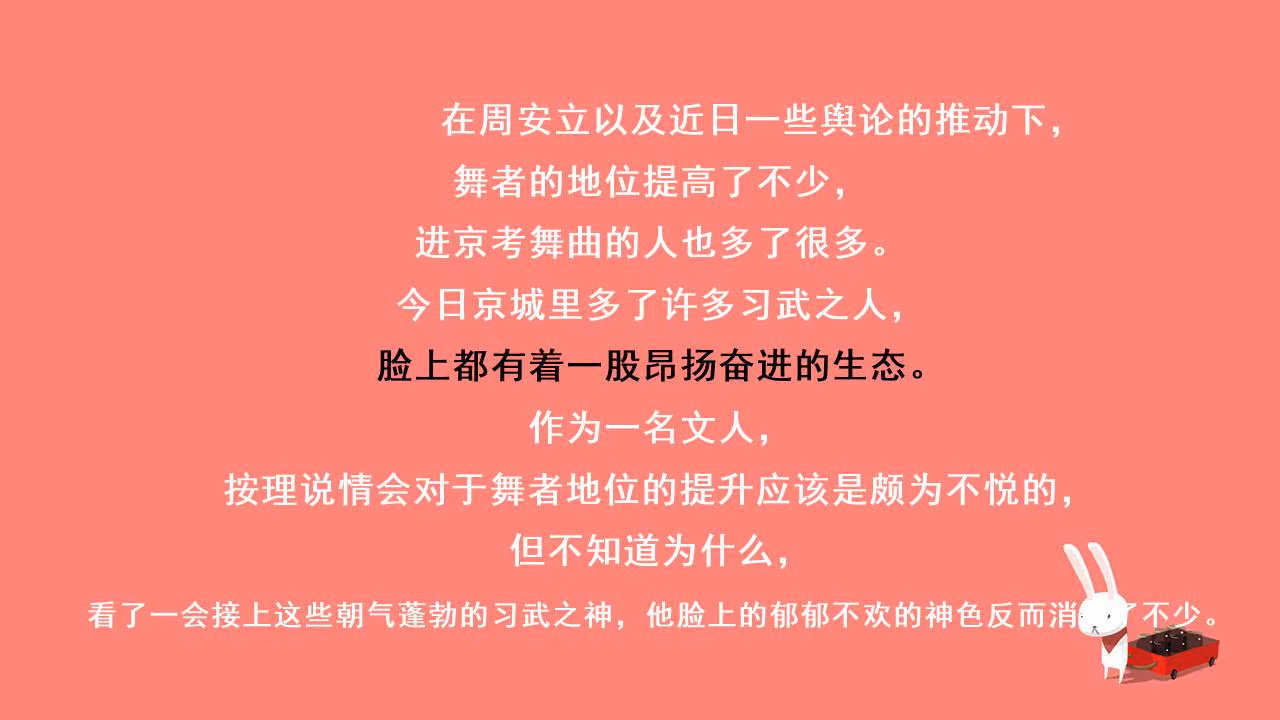 在周安立以及近日一些舆论的推动下，
舞者的地位提高了不少，
进京考舞曲的人也多了很多。
今日京城里多了许多习武之人，
脸上都有着一股昂扬奋进的生态。
作为一名文人，
按理说情会对于舞者地位的提升应该是颇为不悦的，
但不知道为什么，
看了一会接上这些朝气蓬勃的习武之神，他脸上的郁郁不欢的神色反而消 了不少。